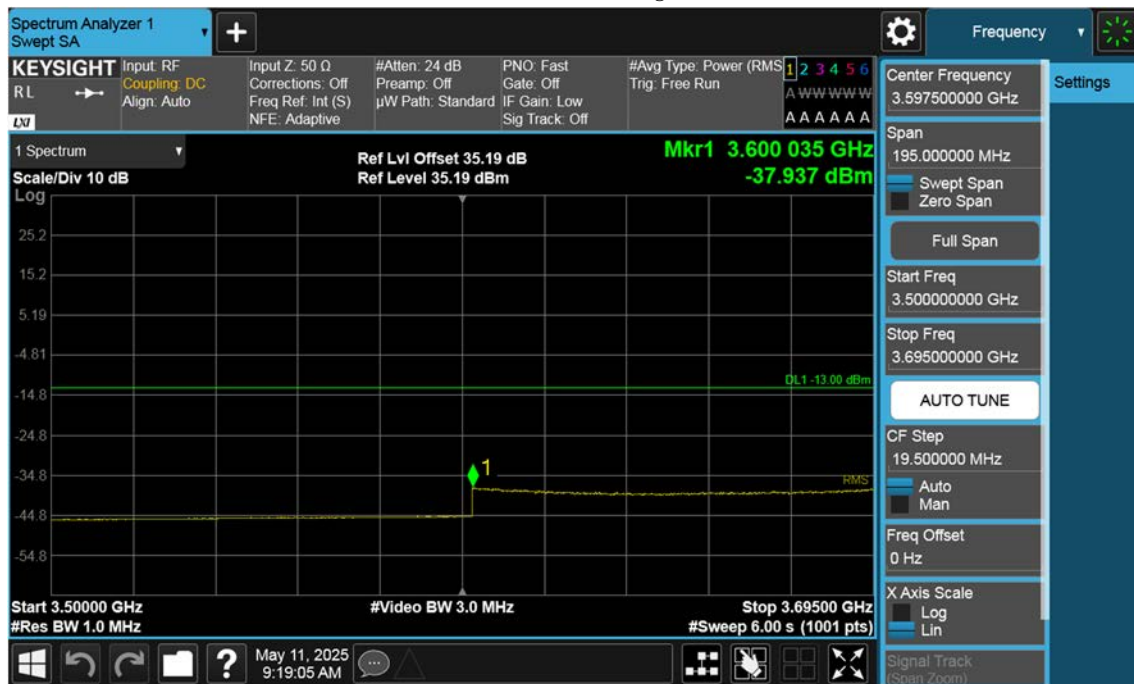 Spectrum Analyzer 1
Swept SA
+
Frequency
KEYSIGHT
RL
LXI
Input: RF
Coupling: DC
Align: Auto
Input Z: 50 Ω
Corrections: Off
Freq Ref: Int (S)
NFE: Adaptive
#Atten: 24 dB
Preamp: Off
µW Path: Standard
PNO: Fast
Gate: Off
IF Gain: Low
Sig Track: Off
#Avg Type: Power (RMS
Trig: Free Run
1 2 3 4 5 6
A W W W W W
A A A A A A
1 Spectrum
Scale/Div 10 dB
Ref Lvl Offset 35.19 dB
Ref Level 35.19 dBm
Mkr1 3.600 035 GHz
-37.937 dBm
Log
25.2
15.2
5.19
-4.81
-14.8
-24.8
-34.8
-44.8
-54.8
DL1 -13.00 dBm
1
RMS
Start 3.50000 GHz
#Video BW 3.0 MHz
Stop 3.69500 GHz
#Res BW 1.0 MHz
#Sweep 6.00 s (1001 pts)
Center Frequency
3.597500000 GHz
Settings
Span
195.000000 MHz
Swept Span
Zero Span
Full Span
Start Freq
3.500000000 GHz
Stop Freq
3.695000000 GHz
AUTO TUNE
CF Step
19.500000 MHz
Auto
Man
Freq Offset
0 Hz
X Axis Scale
Log
Lin
Signal Track
(Span Zoom)
?
May 11, 2025
9:19:05 AM